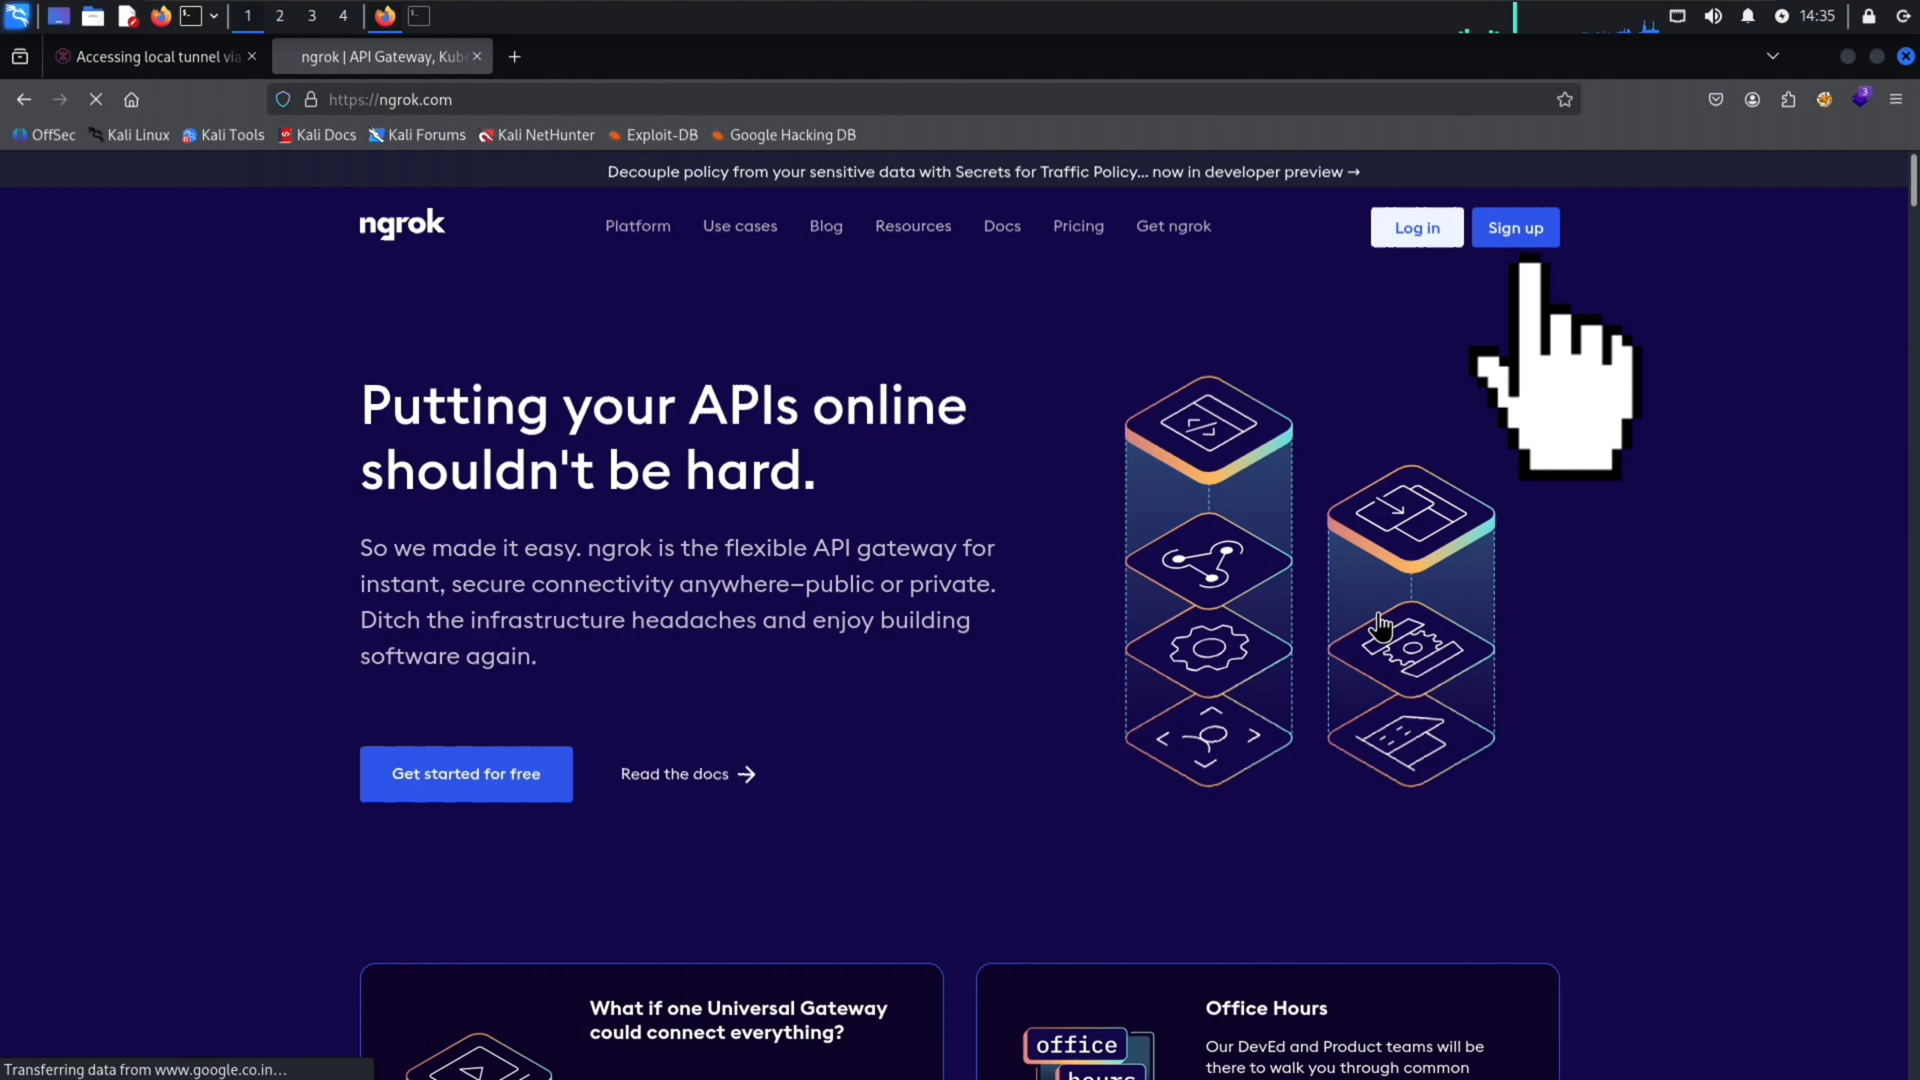 1 2 3 4 14:35
Accessing local tunnel via
ngrok | API Gateway, Kub
https://ngrok.com
3
OffSec Kali Linux Kali Tools Kali Docs Kali Forums Kali NetHunter Exploit-DB Google Hacking DB
Decouple policy from your sensitive data with Secrets for Traffic Policy... now in developer preview →
ngrok Platform Use cases Blog Resources Docs Pricing Get ngrok Log in Sign up
Putting your APIs online
shouldn't be hard.
So we made it easy. ngrok is the flexible API gateway for
instant, secure connectivity anywhere—public or private.
Ditch the infrastructure headaches and enjoy building
software again.
Get started for free Read the docs →
What if one Universal Gateway
could connect everything?
Office Hours
Our DevEd and Product teams will be
there to walk you through common
office
hours
Transferring data from www.google.co.in...